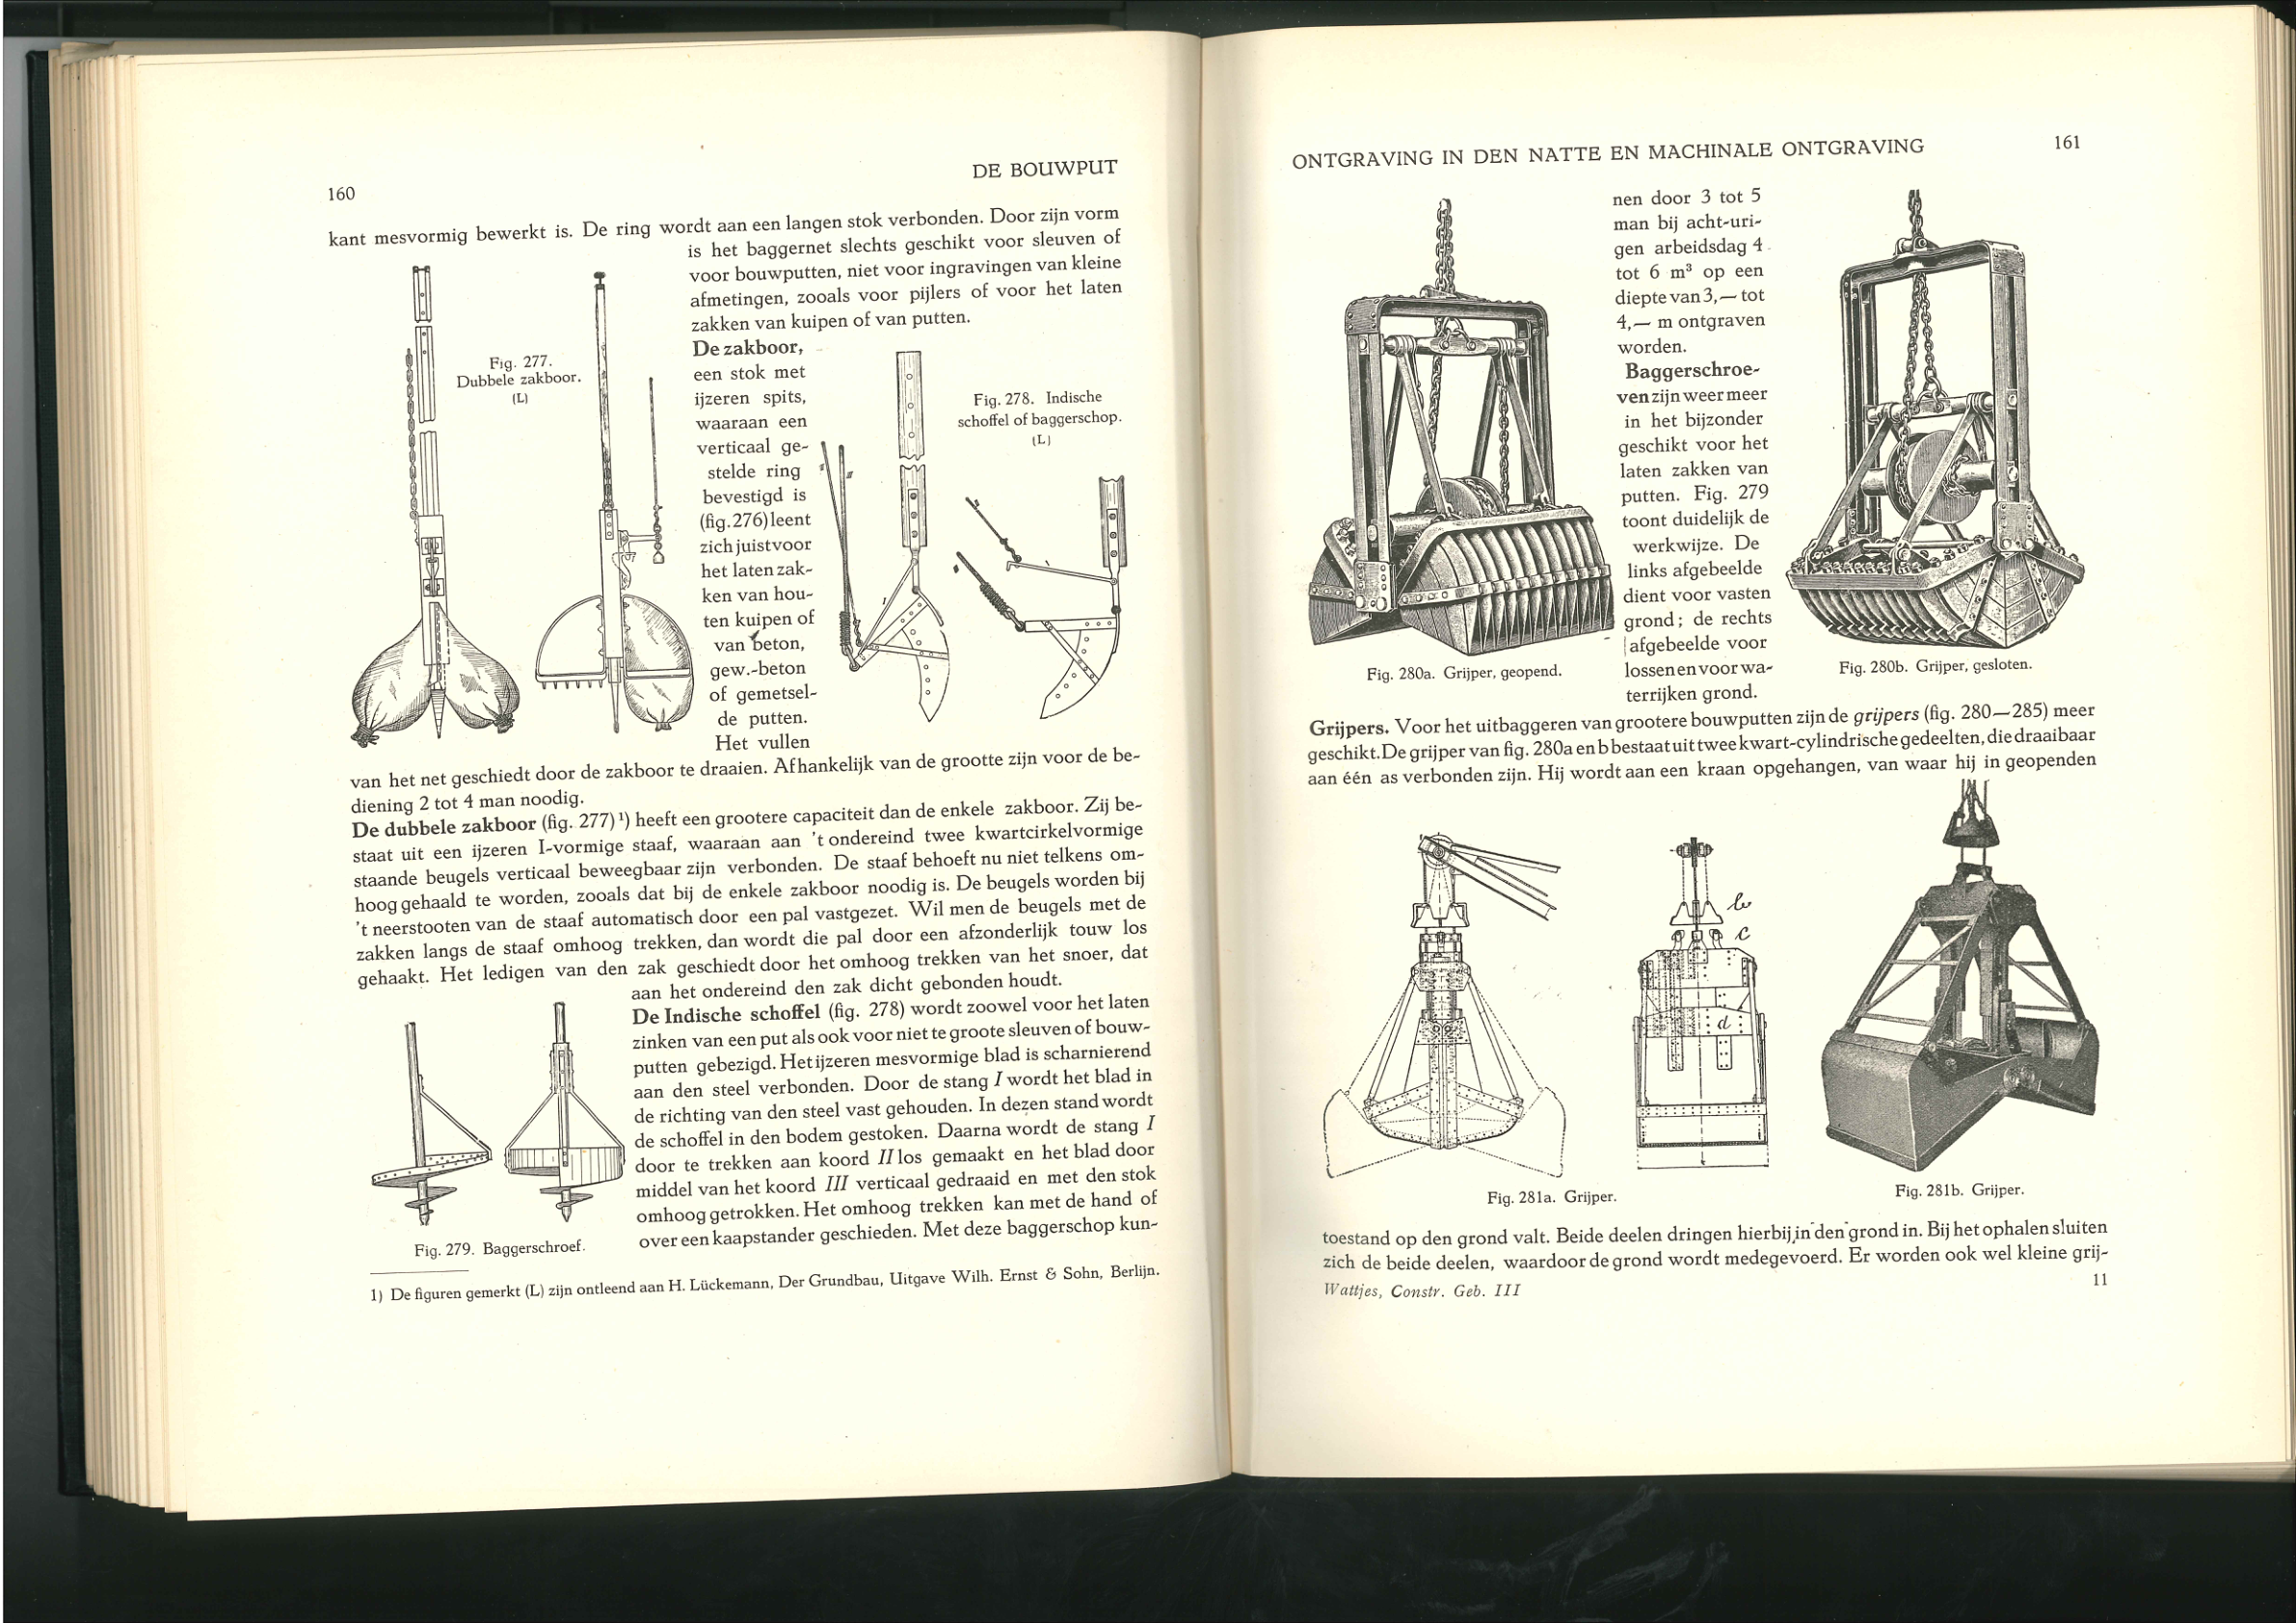 160
DE BOUWPUT
kant mesvormig bewerkt is. De ring wordt aan een langen stok verbonden. Door zijn vorm
is het baggernet slechts geschikt voor sleuven of
voor bouwputten, niet voor ingravingen van kleine
afmetingen, zooals voor pijlers of voor het laten
zakken van kuipen of van putten.
De zakboor,
een stok met
ijzeren spits,
waaraan een
verticaal ge-
stelde ring
bevestigd is
(fig. 276) leent
zich juist voor
het laten zak-
ken van hou-
ten kuipen of
van beton,
gew.-beton
of gemetsel-
de putten.
Het vullen
Fig. 277.
Dubbele zakboor.
(L)
Fig. 278. Indische
schoffel of baggerschop.
(L)
van het net geschiedt door de zakboor te draaien. Afhankelijk van de grootte zijn voor de be-
diening 2 tot 4 man noodig.
De dubbele zakboor (fig. 277)¹) heeft een grootere capaciteit dan de enkele zakboor. Zij be-
staat uit een ijzeren I-vormige staaf, waaraan aan 't ondereind twee kwartcirkelvormige
staande beugels verticaal beweegbaar zijn verbonden. De staaf behoeft nu niet telkens om-
hoog gehaald te worden, zooals dat bij de enkele zakboor noodig is. De beugels worden bij
't neerstooten van de staaf automatisch door een pal vastgezet. Wil men de beugels met de
zakken langs de staaf omhoog trekken, dan wordt die pal door een afzonderlijk touw los
gehaakt. Het ledigen van den zak geschiedt door het omhoog trekken van het snoer, dat
aan het ondereind den zak dicht gebonden houdt.
De Indische schoffel (fig. 278) wordt zoowel voor het laten
zinken van een put als ook voor niet te groote sleuven of bouw-
putten gebezigd. Het ijzeren mesvormige blad is scharnierend
aan den steel verbonden. Door de stang I wordt het blad in
de richting van den steel vast gehouden. In dezen stand wordt
de schoffel in den bodem gestoken. Daarna wordt de stang I
door te trekken aan koord II los gemaakt en het blad door
middel van het koord III verticaal gedraaid en met den stok
omhoog getrokken. Het omhoog trekken kan met de hand of
over een kaapstander geschieden. Met deze baggerschop kun-
Fig. 279. Baggerschroef.
1) De figuren gemerkt (L) zijn ontleend aan H. Lückemann, Der Grundbau, Uitgave Wilh. Ernst & Sohn, Berlijn.
ONTGRAVING IN DEN NATTE EN MACHINALE ONTGRAVING
161
nen door 3 tot 5
man bij acht-uri-
gen arbeidsdag 4
tot 6 m³ op een
diepte van 3,— tot
4,— m ontgraven
worden.
Baggerschroe-
ven zijn weer meer
in het bijzonder
geschikt voor het
laten zakken van
putten. Fig. 279
toont duidelijk de
werkwijze. De
links afgebeelde
dient voor vasten
grond; de rechts
afgebeelde voor
lossen en voor wa-
terrijken grond.
Fig. 280a. Grijper, geopend.
Fig. 280b. Grijper, gesloten.
Grijpers. Voor het uitbaggeren van grootere bouwputten zijn de grijpers (fig. 280—285) meer
geschikt. De grijper van fig. 280a en b bestaat uit twee kwart-cylindrische gedeelten, die draaibaar
aan één as verbonden zijn. Hij wordt aan een kraan opgehangen, van waar hij in geopenden
b
c
d
Fig. 281a. Grijper.
Fig. 281b. Grijper.
toestand op den grond valt. Beide deelen dringen hierbij in den grond in. Bij het ophalen sluiten
zich de beide deelen, waardoor de grond wordt medegevoerd. Er worden ook wel kleine grij-
Wattjes, Constr. Geb. III
11